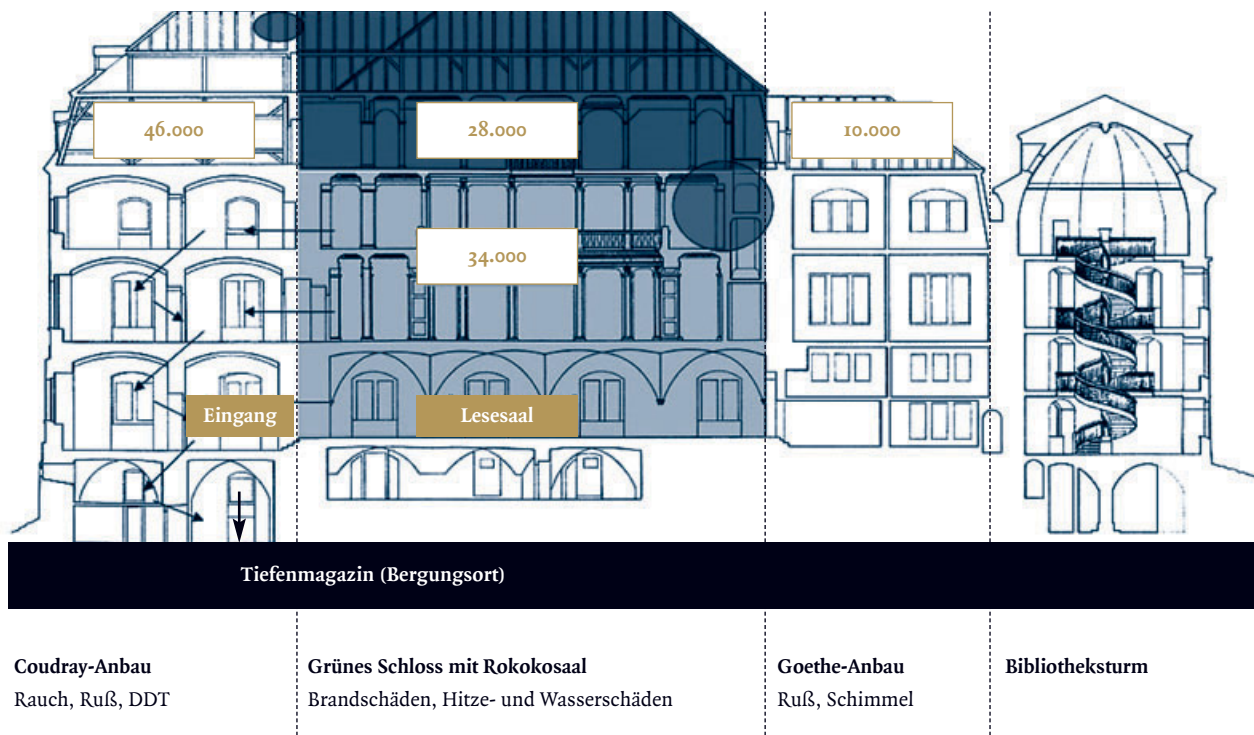 46.000
28.000
10.000
34.000
Eingang
Lesesaal
Tiefenmagazin (Bergungsort)
Coudray-Anbau
Rauch, Ruß, DDT
Grünes Schloss mit Rokokosaal
Brandschäden, Hitze- und Wasserschäden
Goethe-Anbau
Ruß, Schimmel
Bibliotheksturm